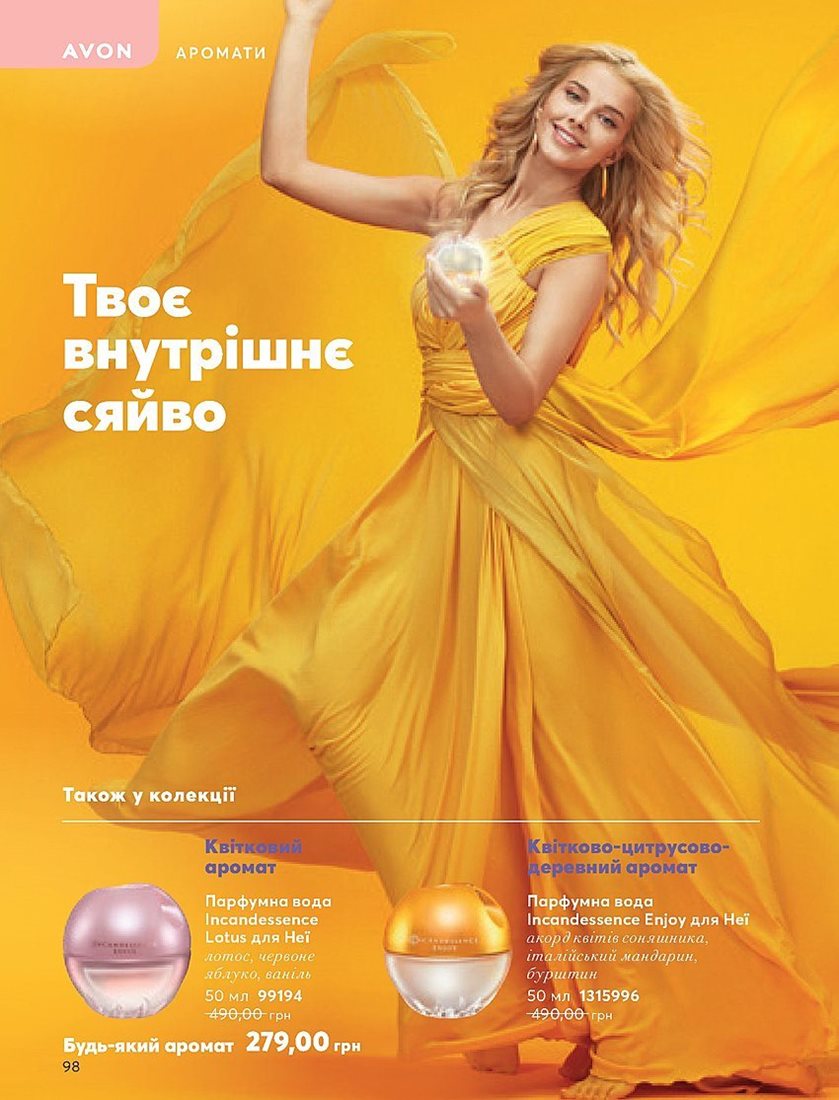 AVON АРОМАТИ
Твоє
внутрішнє
сяйво
Також у колекції
Квітковий
аромат
Парфумна вода
Incandessence
Lotus для Неї
лотос, червоне
яблуко, ваніль
50 мл 99194
490,00 грн
Квітково-цитрусово-
деревний аромат
Парфумна вода
Incandessence Enjoy для Неї
акорд квітів соняшника,
італійський мандарин,
бурштин
50 мл 1315996
490,00 грн
Будь-який аромат 279,00 грн
98